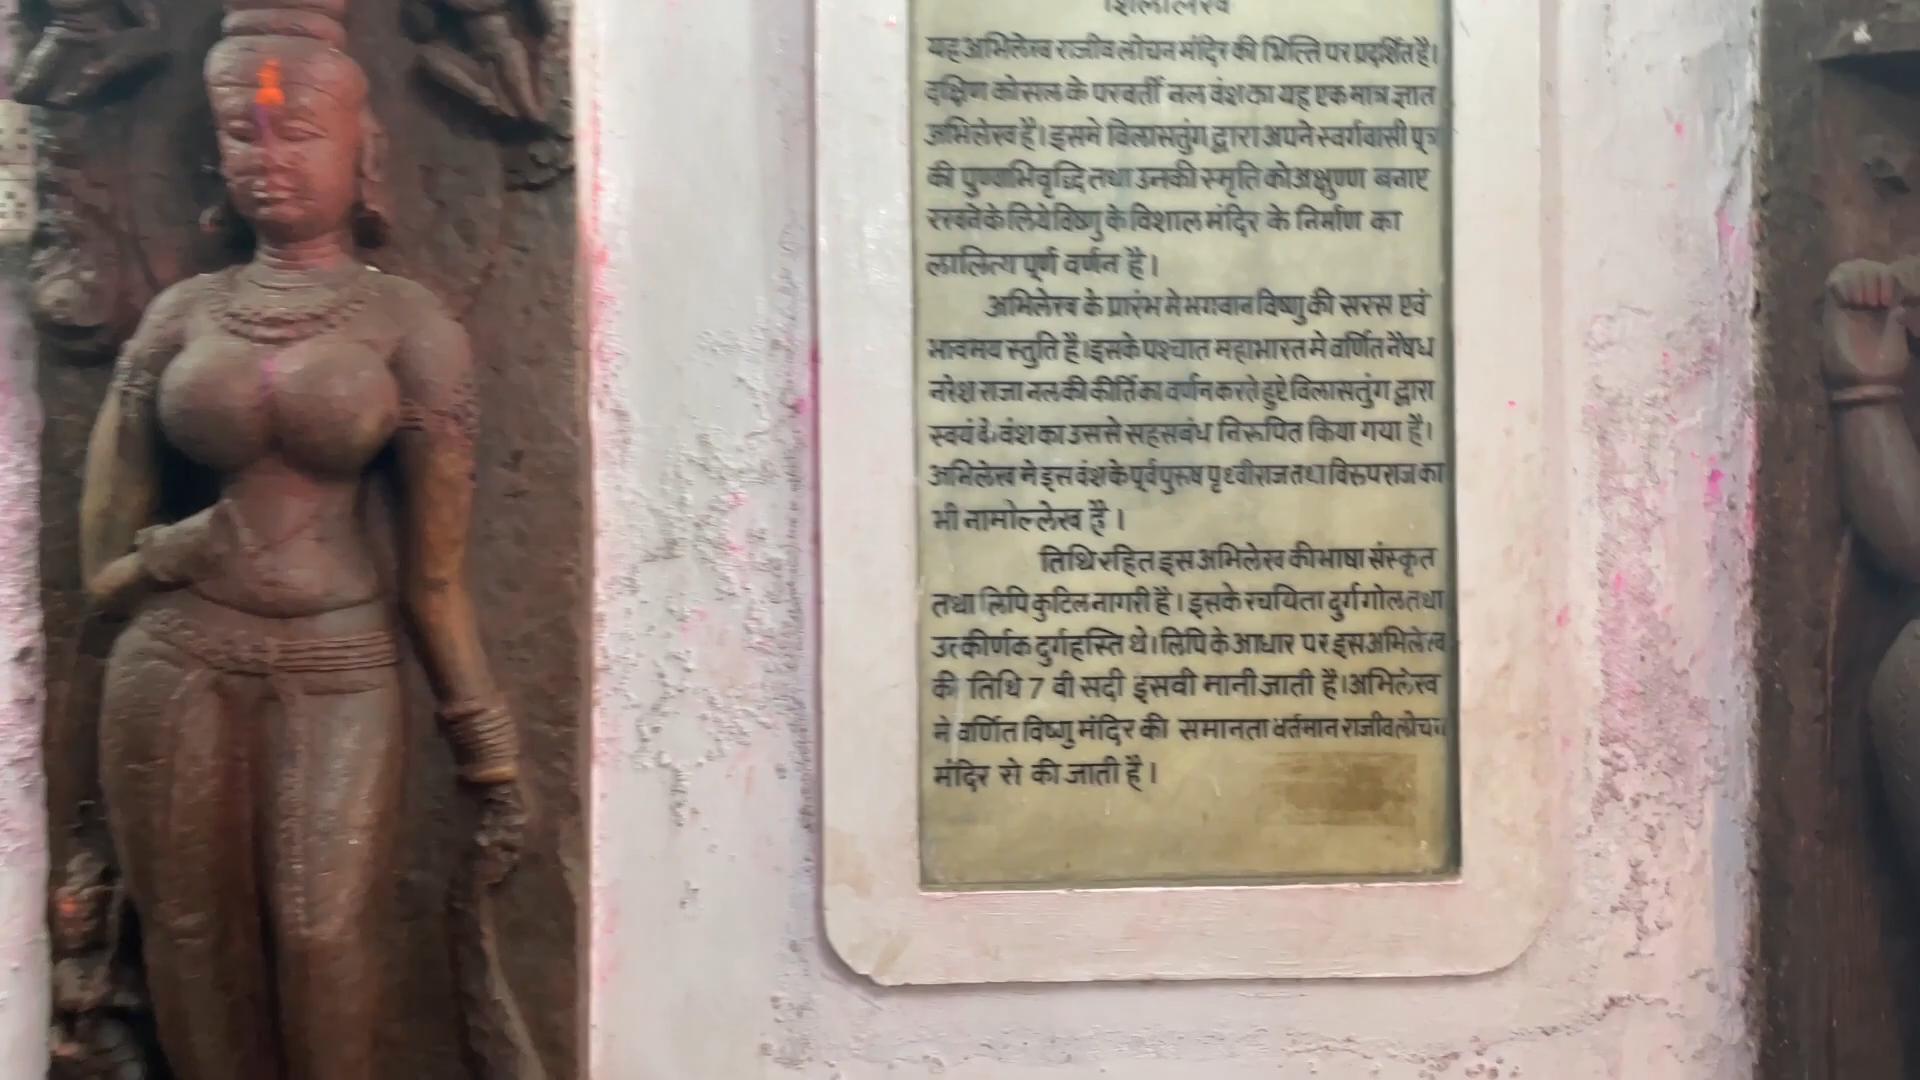 शिलालेख
यह अभिलेख राजीव लोचन मंदिर की भित्ति पर प्रदर्शित है।
दक्षिण कोसल के परवर्ती नल वंश का यह एक मात्र ज्ञात
अभिलेख है। इसमे विलासतुंग द्वारा अपने स्वर्गवासी पूत्र
की पुण्याभिवृद्धि तथा उनकी स्मृति को अक्षुण्ण बनाए
रखने के लिये विष्णु के विशाल मंदिर के निर्माण का
लालित्य पूर्ण वर्णन है।
अभिलेख के प्रारंभ मे भगवान विष्णु की सरस एवं
भावमय स्तुति है। इसके पश्चात महाभारत मे वर्णित नैषध
नरेश राजा नल की कीर्ति का वर्णन करते हुऐ विलासतुंग द्वारा
स्वयं के वंश का उससे सहसबंध निरूपित किया गया है।
अभिलेख मे इस वंश के पूर्व पुरुष पृथ्वीराज तथा विरूपराज का
भी नामोल्लेख है।
तिथि रहित इस अभिलेख की भाषा संस्कृत
तथा लिपि कुटिल नागरी है। इसके रचयिता दुर्गगोल तथा
उत्कीर्णक दुर्गहस्ति थे। लिपि के आधार पर इस अभिलेख
की तिथि 7 वी सदी इसवी मानी जाती है। अभिलेख
मे वर्णित विष्णु मंदिर की समानता वर्तमान राजीवलोचन
मंदिर से की जाती है।